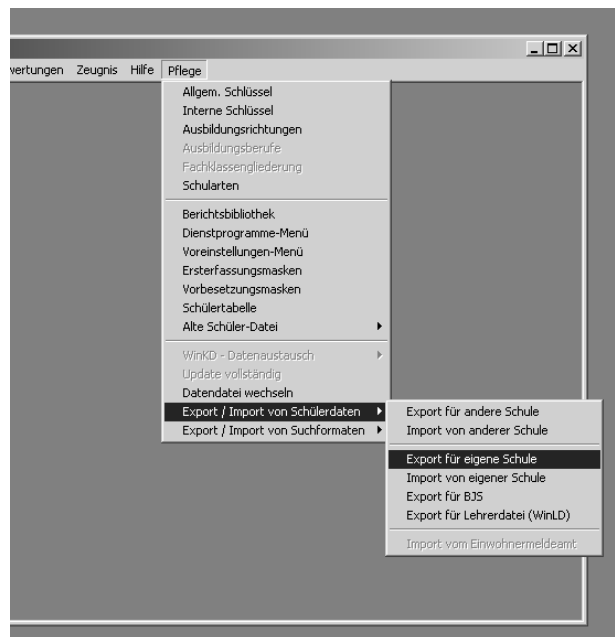 wertungen Zeugnis Hilfe Pflege
Allgem. Schlüssel
Interne Schlüssel
Ausbildungsrichtungen
Ausbildungsberufe
Fachklassengliederung
Schularten
Berichtsbibliothek
Dienstprogramme-Menü
Voreinstellungen-Menü
Ersterfassungsmasken
Vorbesetzungsmasken
Schülertabelle
Alte Schüler-Datei
WinKD - Datenaustausch
Update vollständig
Datendatei wechseln
Export / Import von Schülerdaten
Export / Import von Suchformaten
Export für andere Schule
Import von anderer Schule
Export für eigene Schule
Import von eigener Schule
Export für BJS
Export für Lehrerdatei (WinLD)
Import vom Einwohnermeldeamt